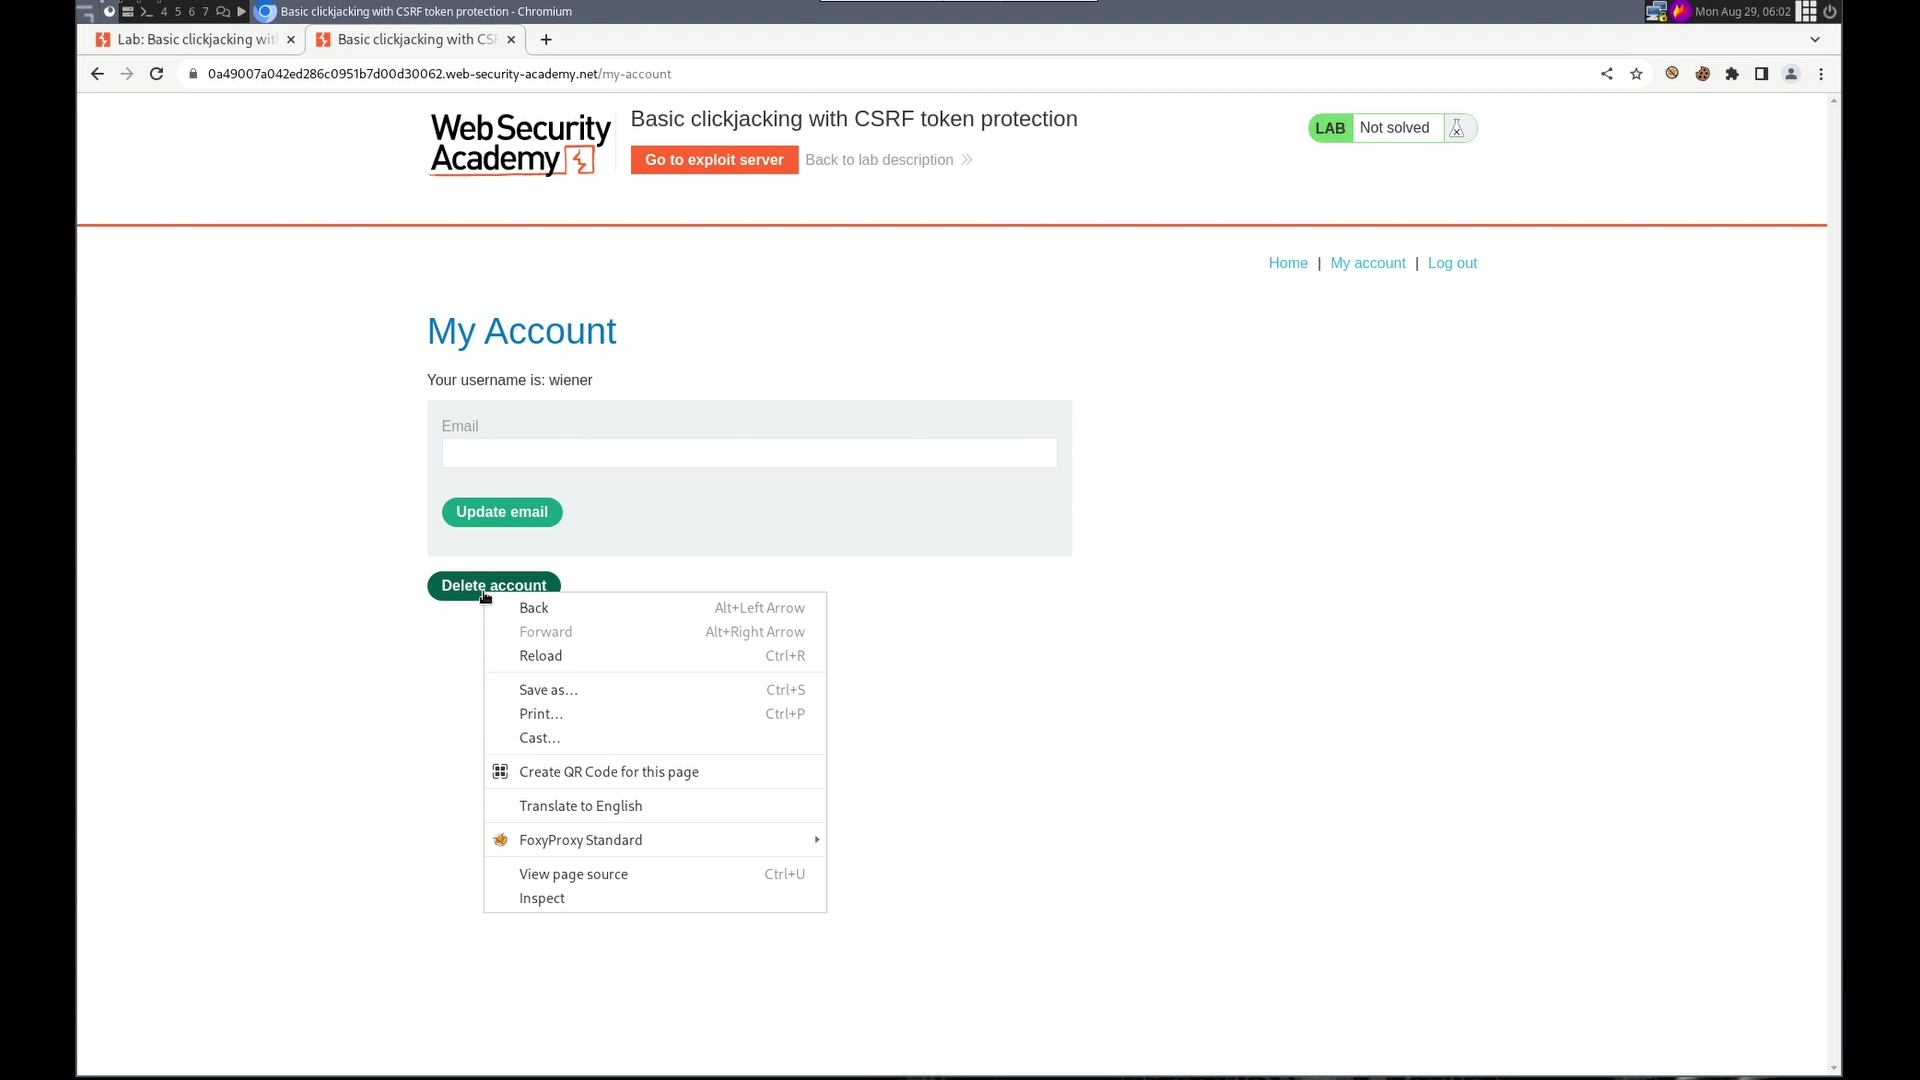 4 5 6 7 Basic clickjacking with CSRF token protection - Chromium Mon Aug 29, 06:02
Lab: Basic clickjacking wit Basic clickjacking with CS
0a49007a042ed286c0951b7d00d30062.web-security-academy.net/my-account
Web Security
Academy
Basic clickjacking with CSRF token protection
Go to exploit server Back to lab description
LAB Not solved
Home | My account | Log out
My Account
Your username is: wiener
Email
Update email
Delete account
Back Alt+Left Arrow
Forward Alt+Right Arrow
Reload Ctrl+R
Save as… Ctrl+S
Print… Ctrl+P
Cast…
Create QR Code for this page
Translate to English
FoxyProxy Standard
View page source Ctrl+U
Inspect